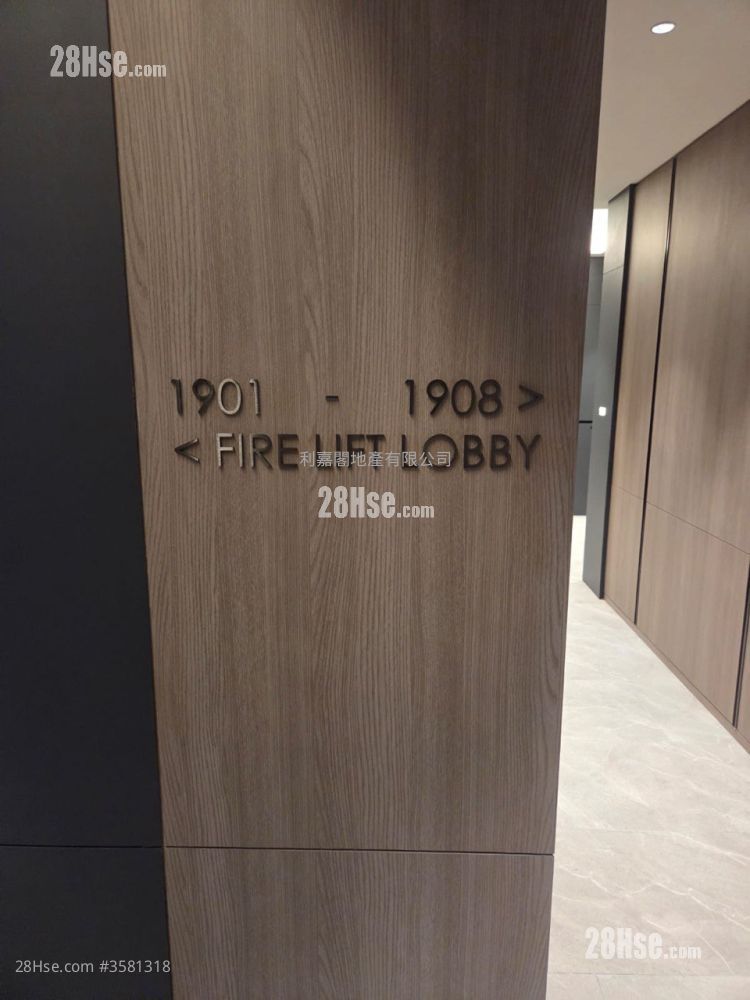 28Hse.com
1901 - 1908 >
< FIRE LIFT LOBBY
利嘉閣地產有限公司
28Hse.com
28Hse.com
28Hse.com #3581318